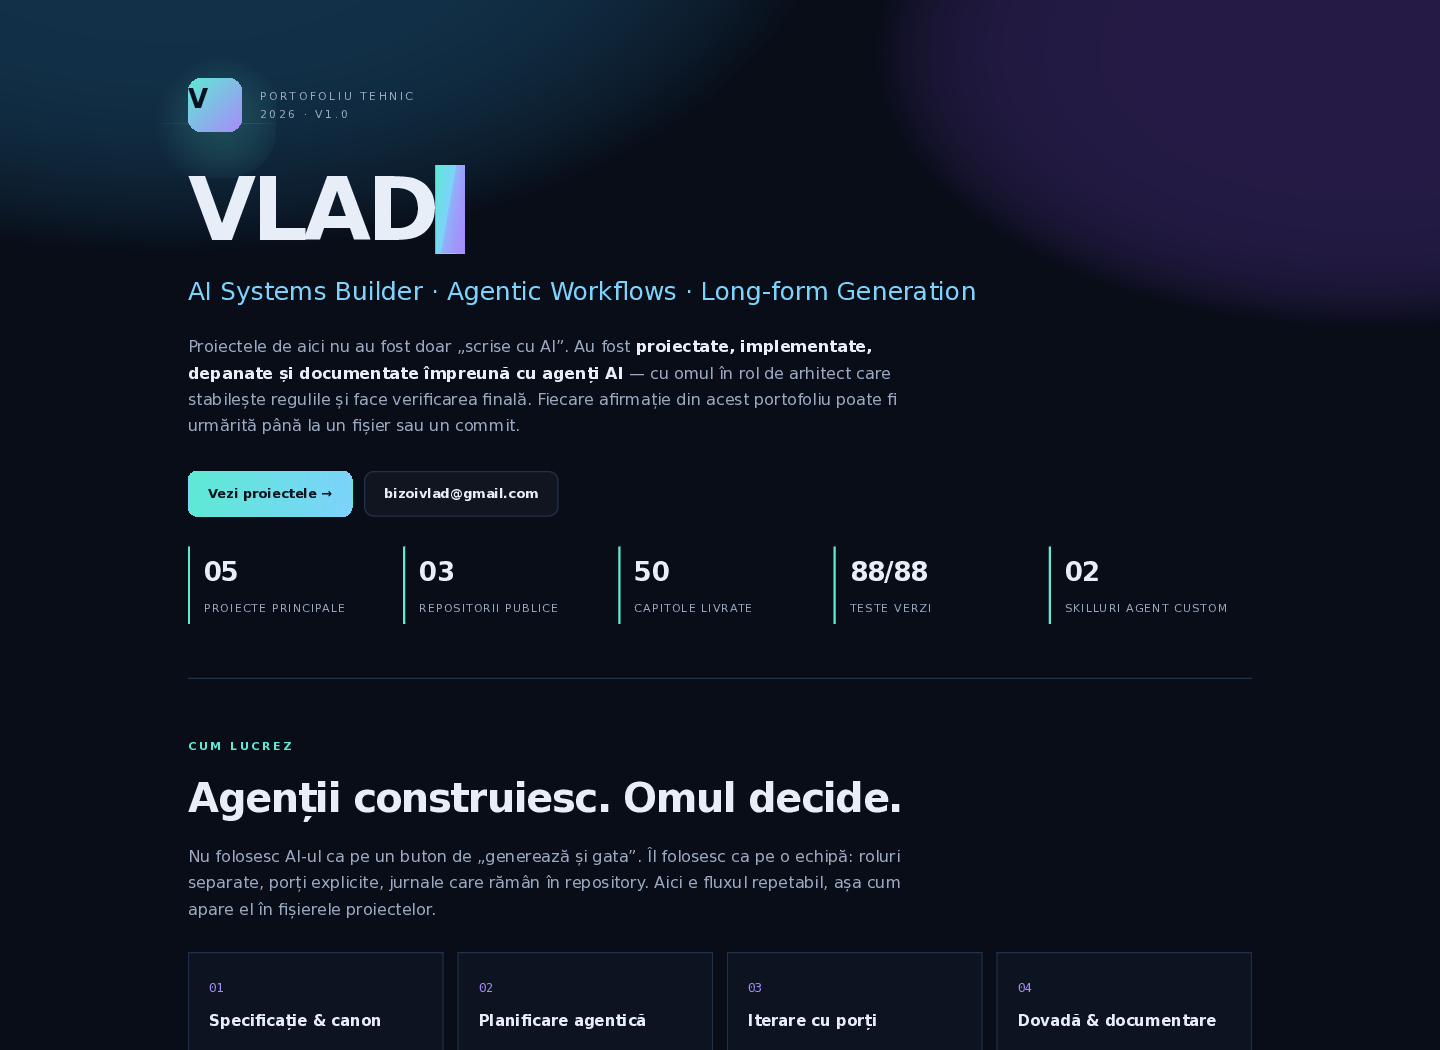 V
PORTOFOLIU TEHNIC
2026 · V1.0
VLAD
AI Systems Builder · Agentic Workflows · Long-form Generation
Proiectele de aici nu au fost doar „scrise cu AI”. Au fost proiectate, implementate,
depanate și documentate împreună cu agenți AI — cu omul în rol de arhitect care
stabilește regulile și face verificarea finală. Fiecare afirmație din acest portofoliu poate fi
urmărită până la un fișier sau un commit.
Vezi proiectele →
bizoivlad@gmail.com
05
PROIECTE PRINCIPALE
03
REPOSITORII PUBLICE
50
CAPITOLE LIVRATE
88/88
TESTE VERZI
02
SKILLURI AGENT CUSTOM
CUM LUCREZ
Agenții construiesc. Omul decide.
Nu folosesc AI-ul ca pe un buton de „generează și gata”. Îl folosesc ca pe o echipă: roluri
separate, porți explicite, jurnale care rămân în repository. Aici e fluxul repetabil, așa cum
apare el în fișierele proiectelor.
01
Specificație & canon
02
Planificare agentică
03
Iterare cu porți
04
Dovadă & documentare